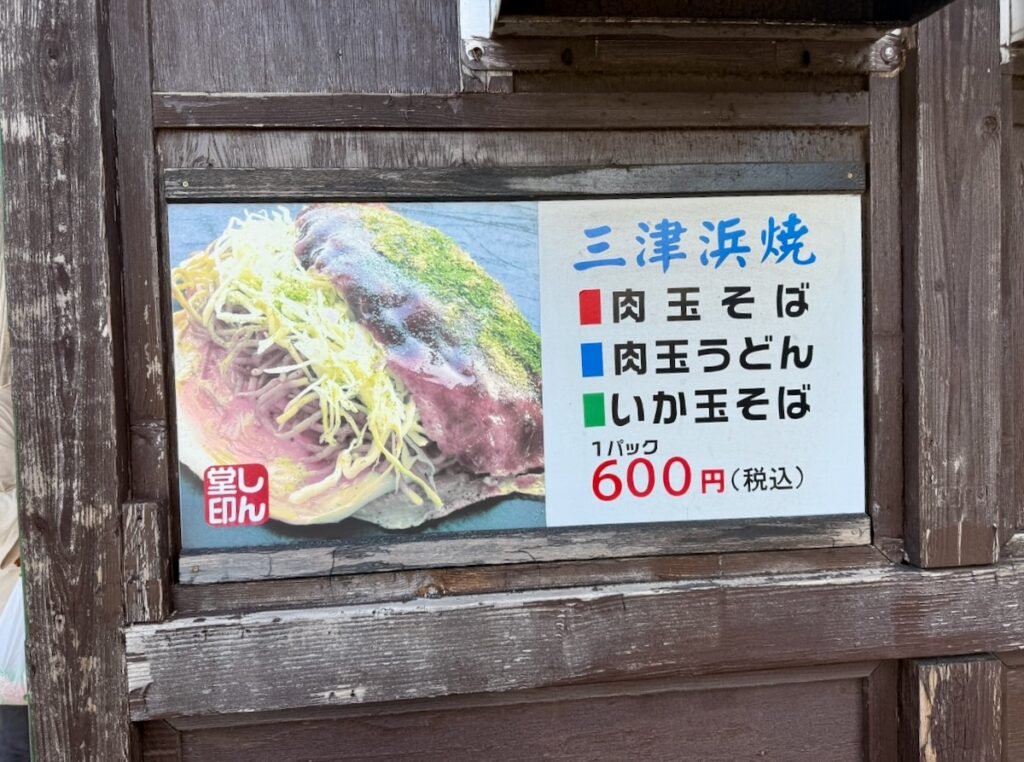 三津浜焼
肉玉そば
肉玉うどん
いか玉そば
1パック
600円(税込)
しん
堂印